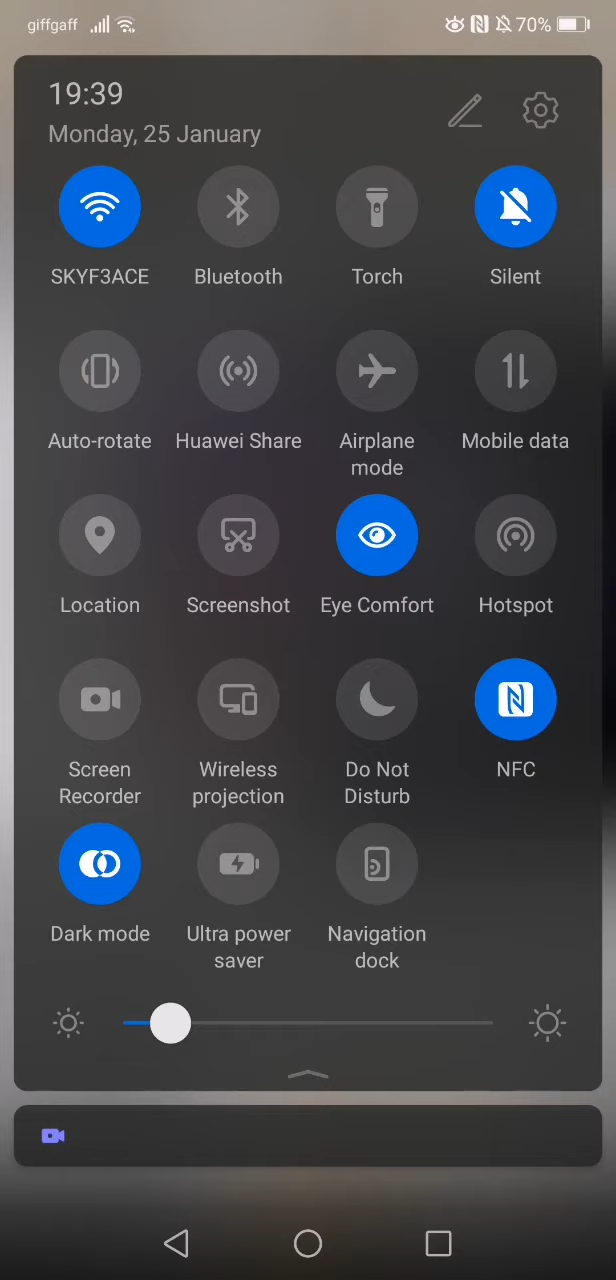 giffgaff 70%
19:39
Monday, 25 January
SKYF3ACE Bluetooth Torch Silent
Auto-rotate Huawei Share Airplane mode Mobile data
Location Screenshot Eye Comfort Hotspot
Screen Recorder Wireless projection Do Not Disturb NFC
Dark mode Ultra power saver Navigation dock